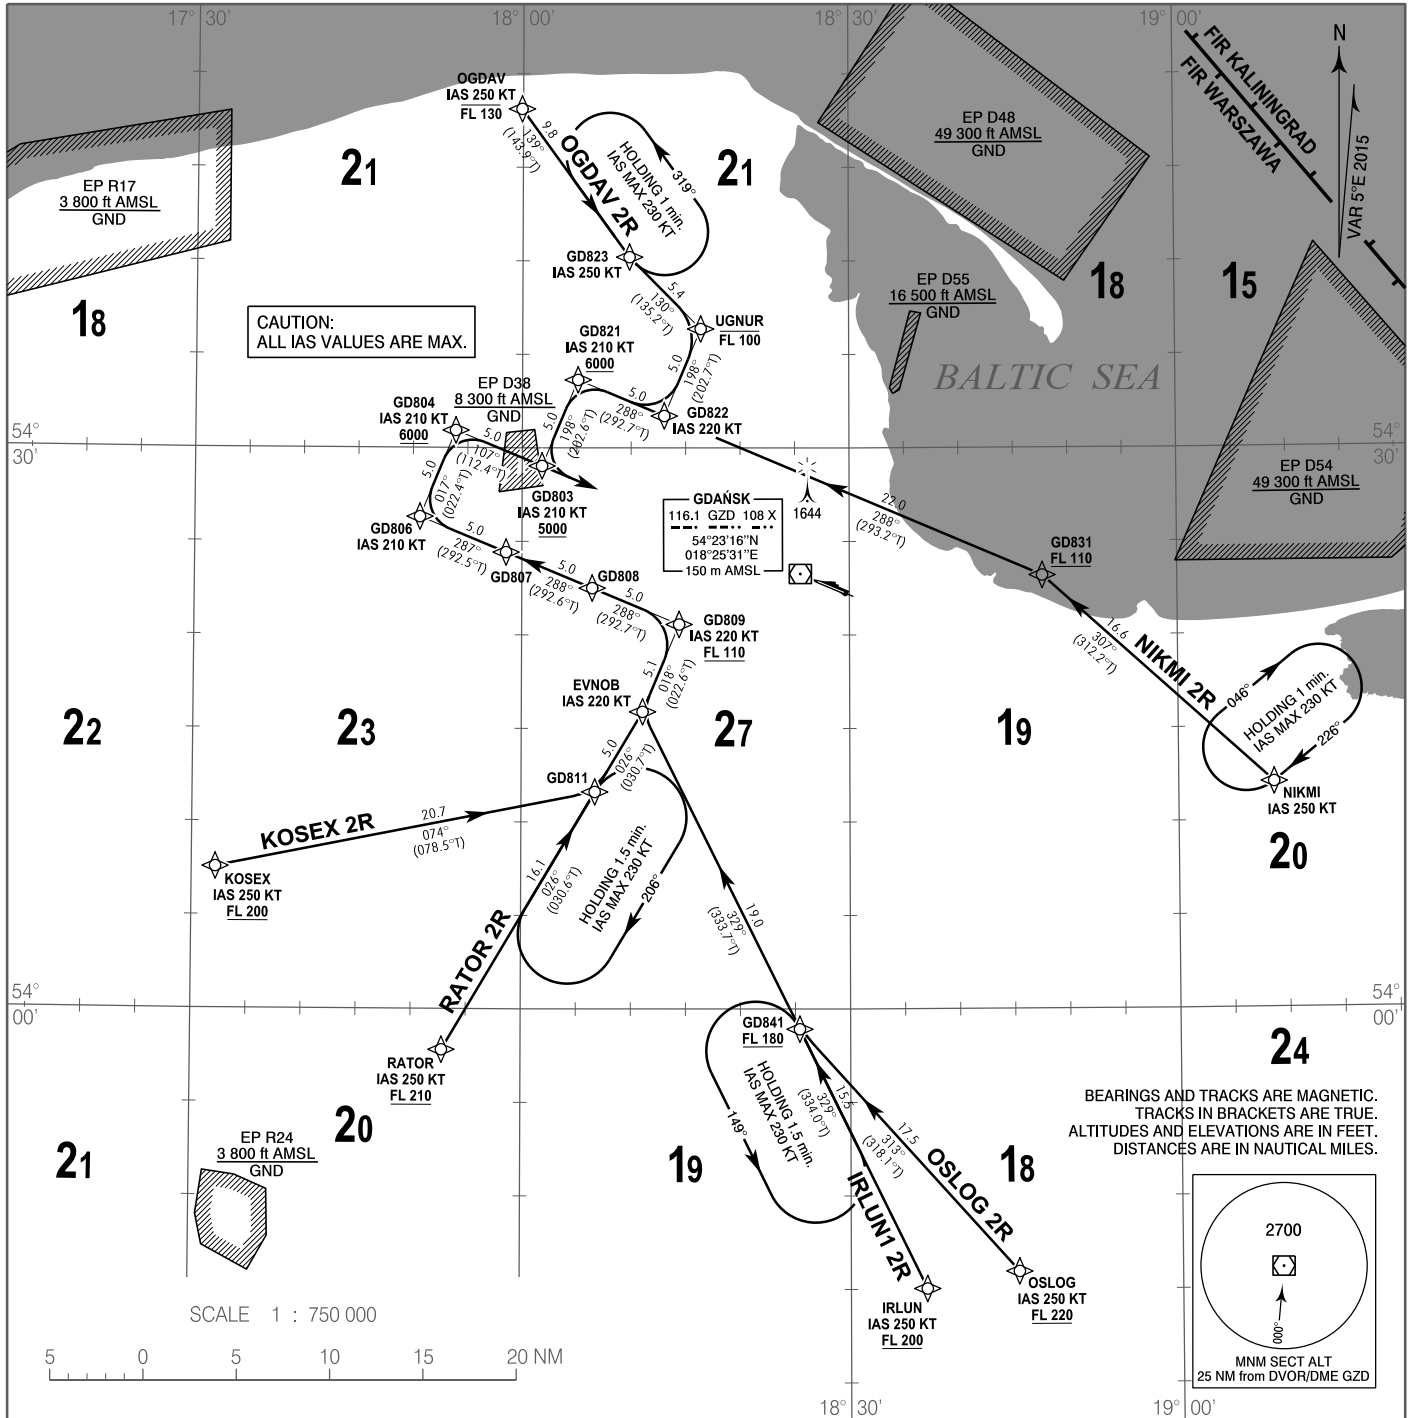 17° 30'
18° 00'
18° 30'
19° 00'
OGDAV
IAS 250 KT
FL 130
9.8
139°
(143.9°T)
OGDAV 2R
HOLDING 1 min.
IAS MAX 230 KT
319°
21
21
EP R17
3 800 ft AMSL
GND
EP D48
49 300 ft AMSL
GND
FIR KALININGRAD
FIR WARSZAWA
N
VAR 5°E 2015
GD823
IAS 250 KT
5.4
130°
(135.2°T)
18
18
15
EP D55
16 500 ft AMSL
GND
CAUTION:
ALL IAS VALUES ARE MAX.
UGNUR
FL 100
5.0
198°
(202.7°T)
GD821
IAS 210 KT
6000
5.0
288°
(292.7°T)
GD822
IAS 220 KT
BALTIC SEA
EP D38
8 300 ft AMSL
GND
GD804
IAS 210 KT
6000
5.0
107°
(112.4°T)
5.0
198°
(202.6°T)
54°
30'
54°
30'
5.0
017°
(022.4°T)
GD803
IAS 210 KT
5000
EP D54
49 300 ft AMSL
GND
GDAŃSK
116.1 GZD 108 X
54°23'16"N
018°25'31"E
150 m AMSL
1644
22.0
288°
(293.2°T)
GD806
IAS 210 KT
5.0
287°
(292.5°T)
GD807
5.0
288°
(292.6°T)
GD808
5.0
288°
(292.7°T)
GD831
FL 110
GD809
IAS 220 KT
FL 110
5.1
018°
(022.6°T)
16.6
307°
(312.2°T)
NIKMI 2R
046°
HOLDING 1 min.
IAS MAX 230 KT
226°
EVNOB
IAS 220 KT
22
23
27
19
5.0
026°
(030.7°T)
GD811
NIKMI
IAS 250 KT
20
KOSEX 2R
20.7
074°
(078.5°T)
KOSEX
IAS 250 KT
FL 200
16.1
026°
(030.6°T)
HOLDING 1.5 min.
IAS MAX 230 KT
206°
RATOR 2R
19.0
329°
(333.7°T)
54°
00'
54°
00'
GD841
FL 180
RATOR
IAS 250 KT
FL 210
24
HOLDING 1.5 min.
IAS MAX 230 KT
149°
15.5
329°
(334.0°T)
17.5
313°
(318.1°T)
BEARINGS AND TRACKS ARE MAGNETIC.
TRACKS IN BRACKETS ARE TRUE.
ALTITUDES AND ELEVATIONS ARE IN FEET.
DISTANCES ARE IN NAUTICAL MILES.
20
EP R24
3 800 ft AMSL
GND
21
19
18
IRLUN1 2R
OSLOG 2R
2700
000°
MNM SECT ALT
25 NM from DVOR/DME GZD
OSLOG
IAS 250 KT
FL 220
IRLUN
IAS 250 KT
FL 200
SCALE 1 : 750 000
5 0 5 10 15 20 NM
18° 30'
19° 00'